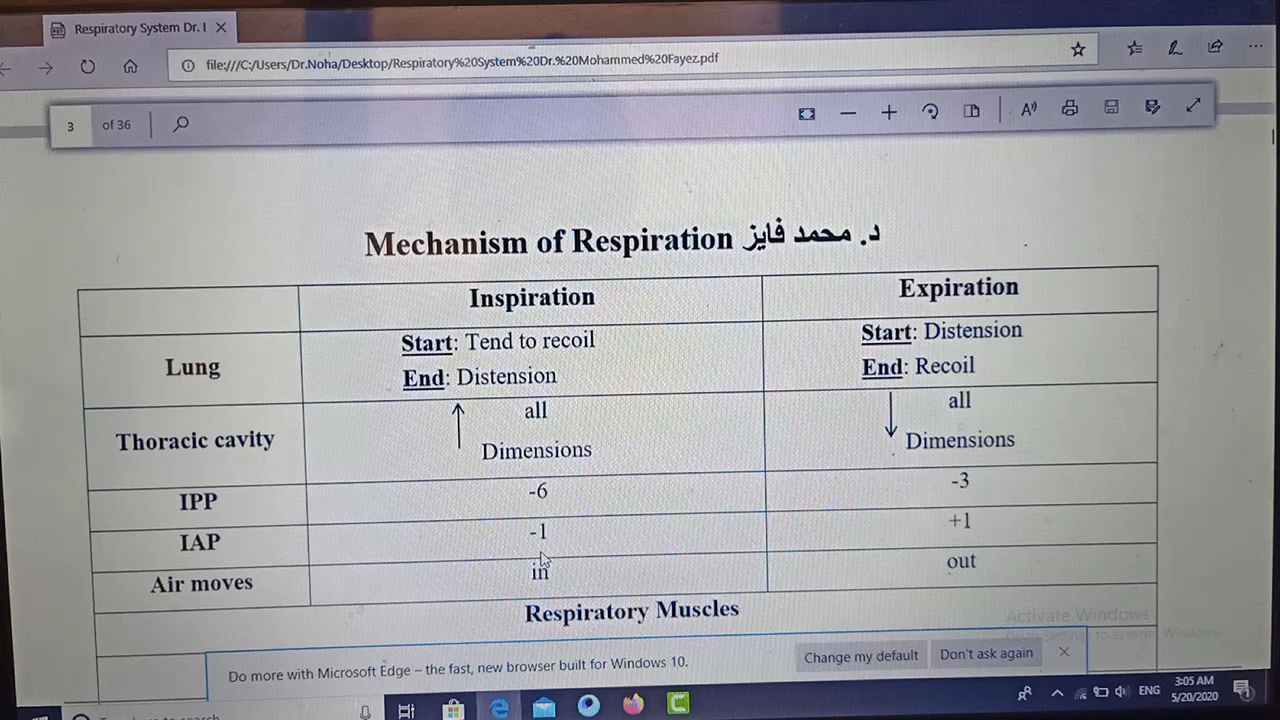 Respiratory System Dr. I
file:///C:/Users/Dr.Noha/Desktop/Respiratory%20System%20Dr.%20Mohammed%20Fayez.pdf
3 of 36
Mechanism of Respiration د. محمد فايز
Inspiration Expiration
Lung
Start: Tend to recoil
End: Distension
Start: Distension
End: Recoil
Thoracic cavity
↑ all
Dimensions
↓ all
Dimensions
IPP -6 -3
IAP -1 +1
Air moves in out
Respiratory Muscles
Activate Windows
Do more with Microsoft Edge – the fast, new browser built for Windows 10.
Change my default
Don't ask again
ENG
3:05 AM
5/20/2020